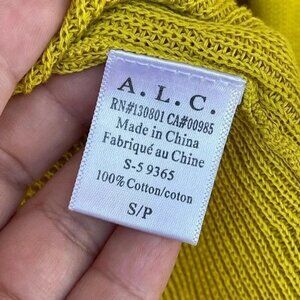 A. L. C.
RN#130801 CA#00985
Made in China
Fabriqué au Chine
S-5 9365
100% Cotton/coton
S/P